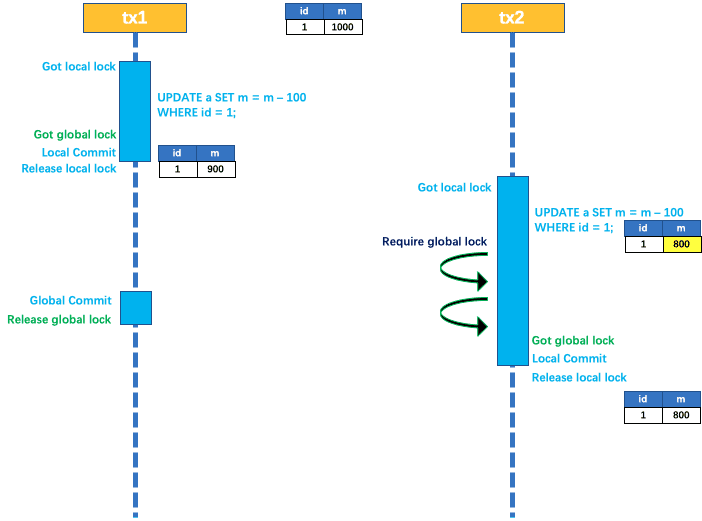 tx1
id m
1 1000
tx2
Got local lock
UPDATE a SET m = m – 100
WHERE id = 1;
Got global lock
Local Commit
Release local lock
id m
1 900
Got local lock
UPDATE a SET m = m – 100
WHERE id = 1;
id m
1 800
Require global lock
Global Commit
Release global lock
Got global lock
Local Commit
Release local lock
id m
1 800